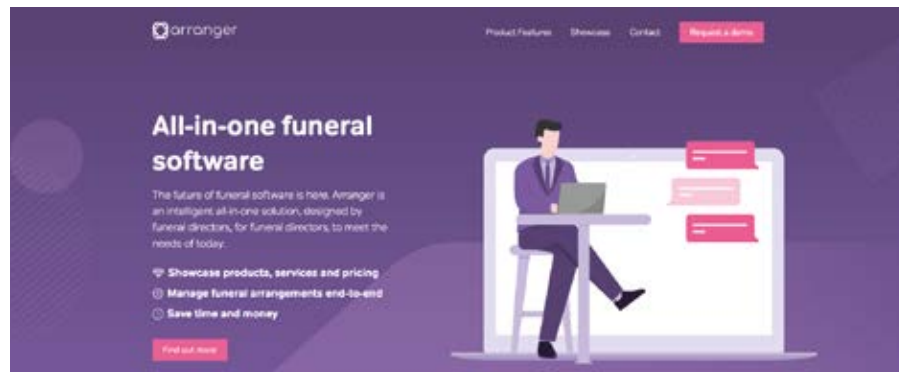 arranger
Product Features Showcase Contact Request a demo
All-in-one funeral
software
The future of funeral software is here. Arranger is
an intelligent all-in-one solution, designed by
funeral directors, for funeral directors, to meet the
needs of today.
Showcase products, services and pricing
Manage funeral arrangements end-to-end
Save time and money
Find out more